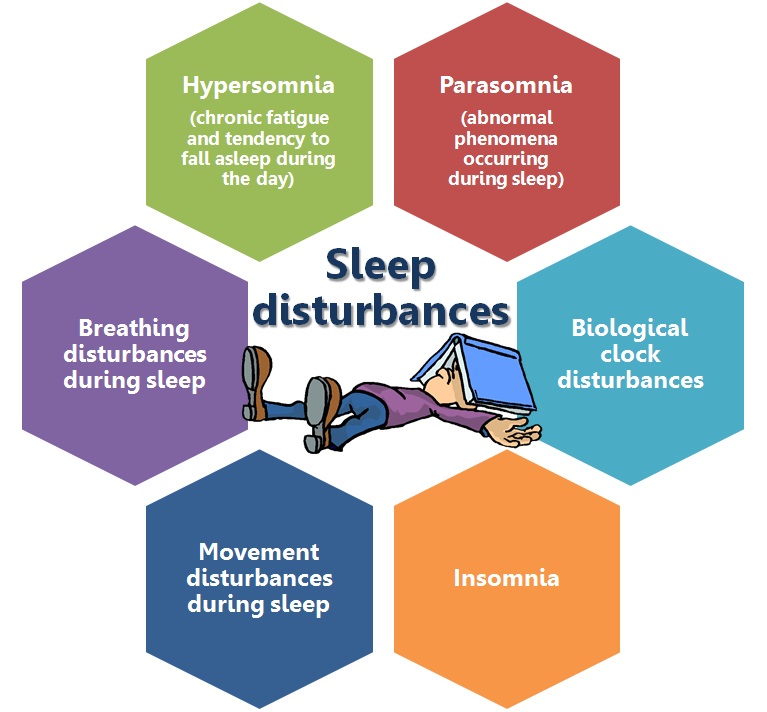 Hypersomnia
(chronic fatigue
and tendency to
fall asleep during
the day)
Parasomnia
(abnormal
phenomena
occurring
during sleep)
Sleep
disturbances
Breathing
disturbances
during sleep
Biological
clock
disturbances
Movement
disturbances
during sleep
Insomnia